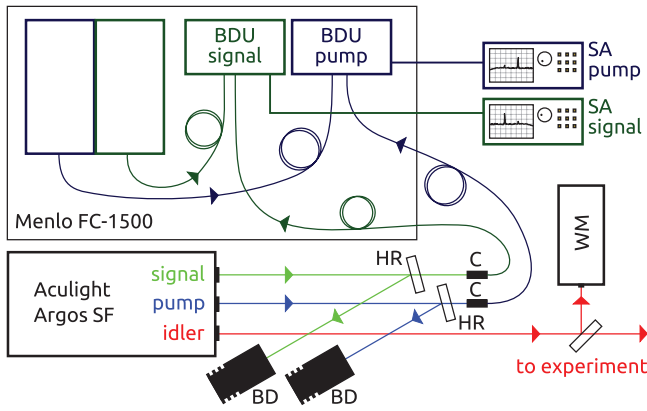 BDU
signal
BDU
pump
SA
pump
SA
signal
Menlo FC-1500
WM
Aculight
Argos SF
signal
pump
idler
HR
C
C
HR
to experiment
BD
BD